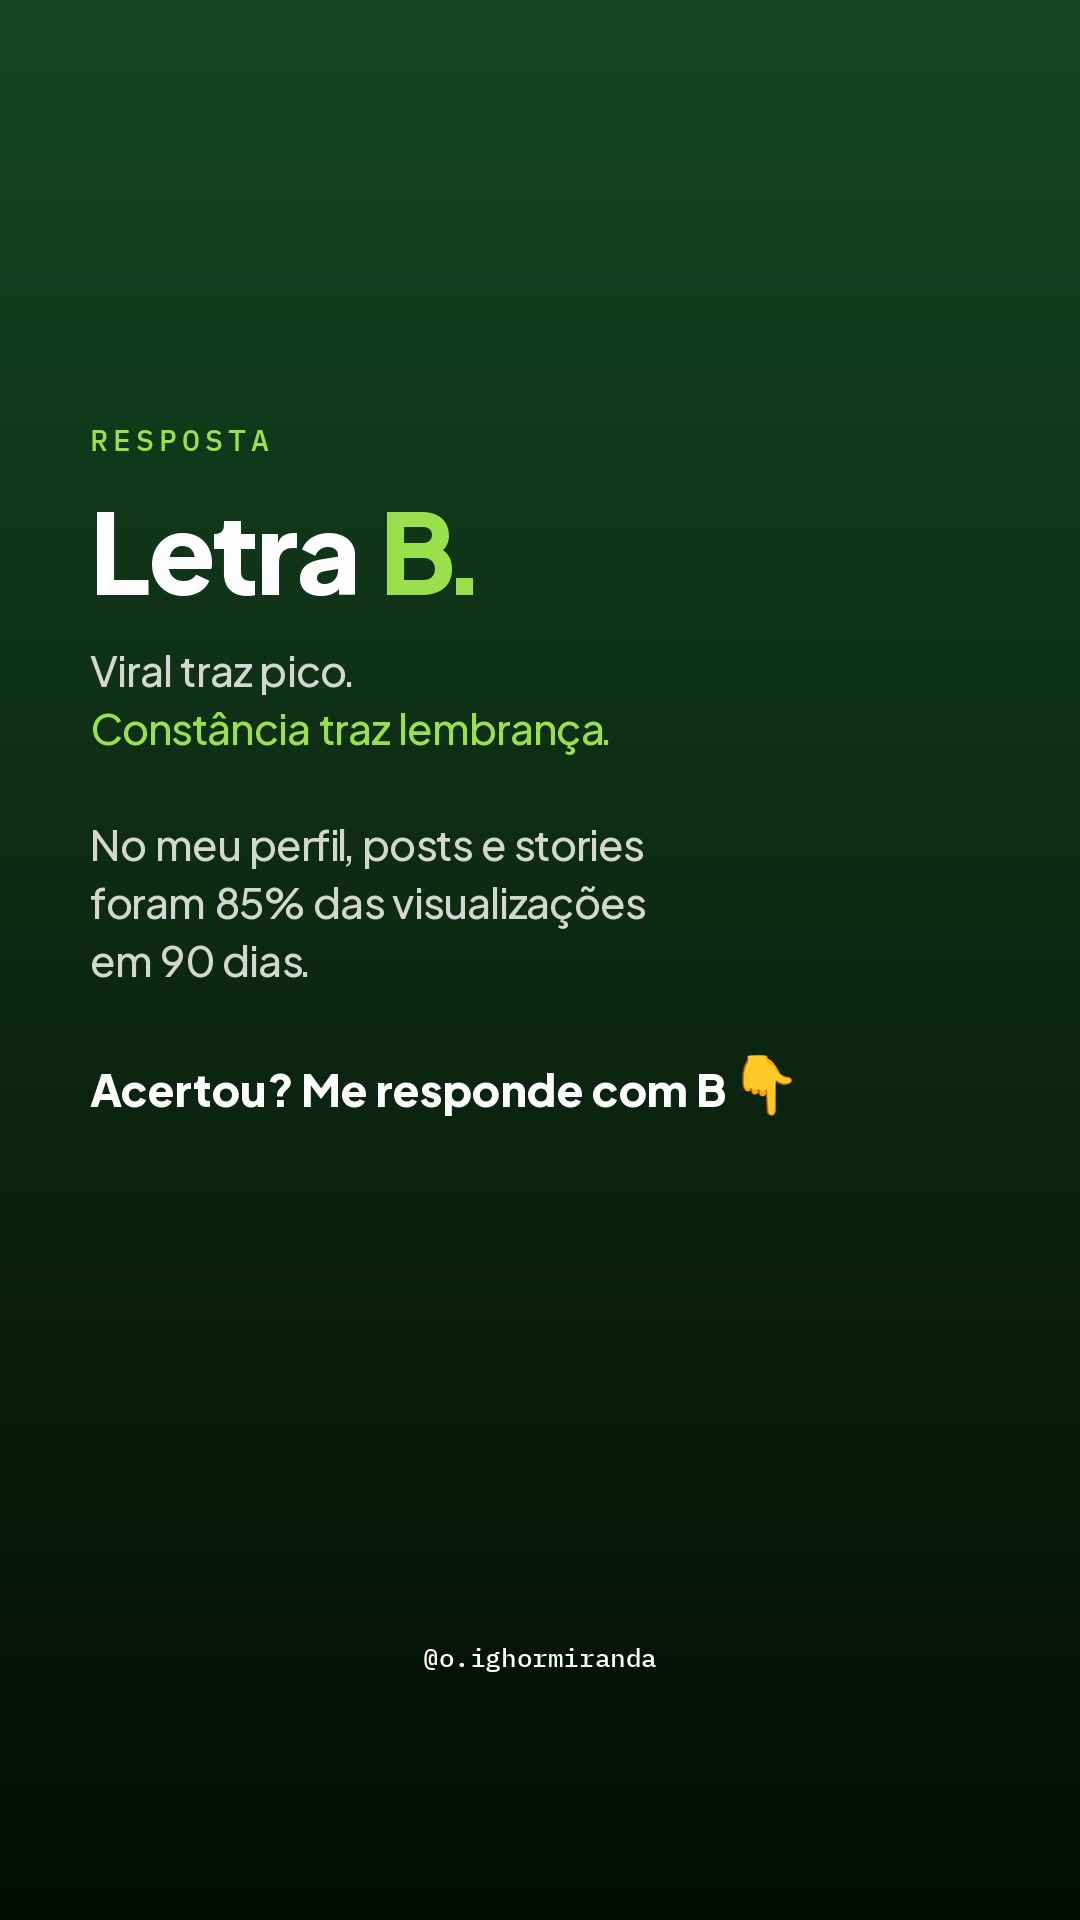 RESPOSTA
Letra B.
Viral traz pico.
Constância traz lembrança.
No meu perfil, posts e stories
foram 85% das visualizações
em 90 dias.
Acertou? Me responde com B 👇
@o.ighormiranda